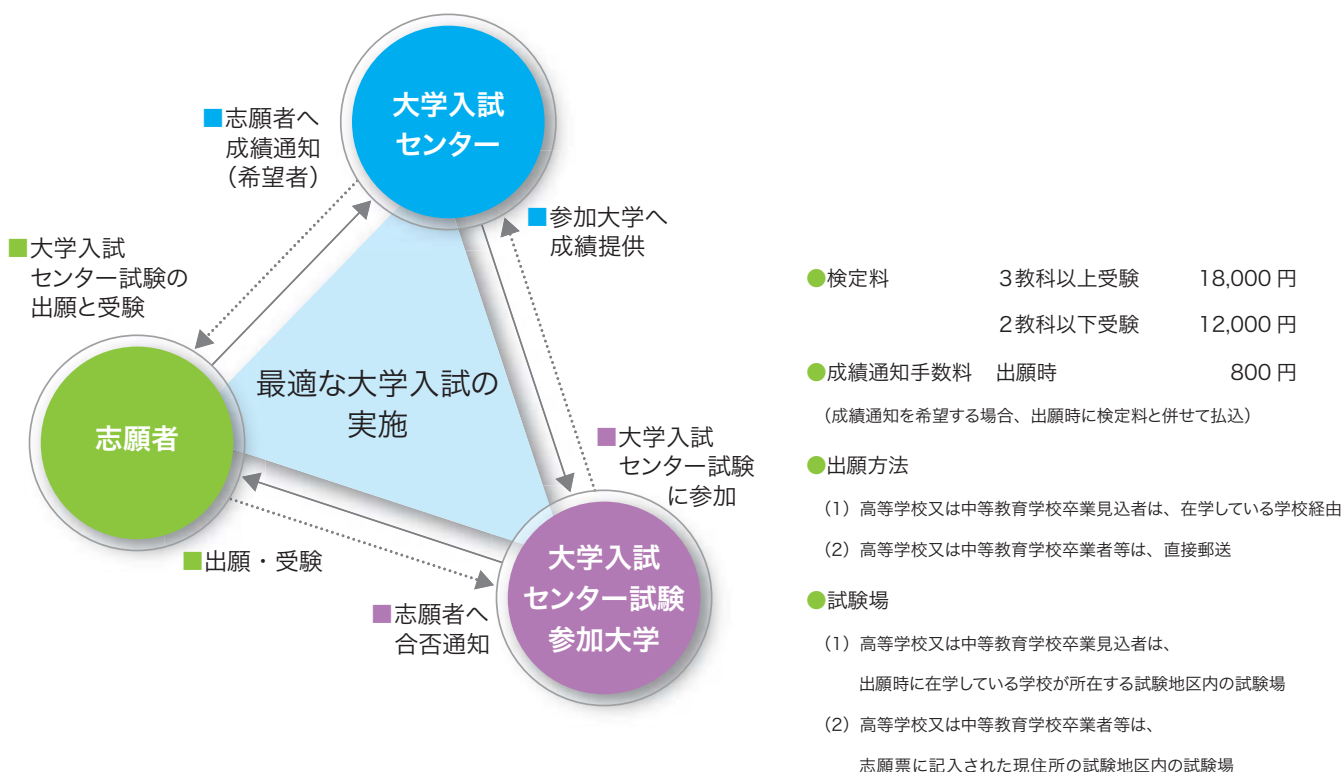 大学入試
センター
■志願者へ
成績通知
（希望者）
■参加大学へ
成績提供
■大学入試
センター試験の
出願と受験
志願者
最適な大学入試の
実施
■大学入試
センター試験
に参加
■出願・受験
■志願者へ
合否通知
大学入試
センター試験
参加大学
●検定料 3教科以上受験 18,000 円
2教科以下受験 12,000 円
●成績通知手数料 出願時 800 円
（成績通知を希望する場合、出願時に検定料と併せて払込）
●出願方法
（1）高等学校又は中等教育学校卒業見込者は、在学している学校経由
（2）高等学校又は中等教育学校卒業者等は、直接郵送
●試験場
（1）高等学校又は中等教育学校卒業見込者は、
出願時に在学している学校が所在する試験地区内の試験場
（2）高等学校又は中等教育学校卒業者等は、
志願票に記入された現住所の試験地区内の試験場